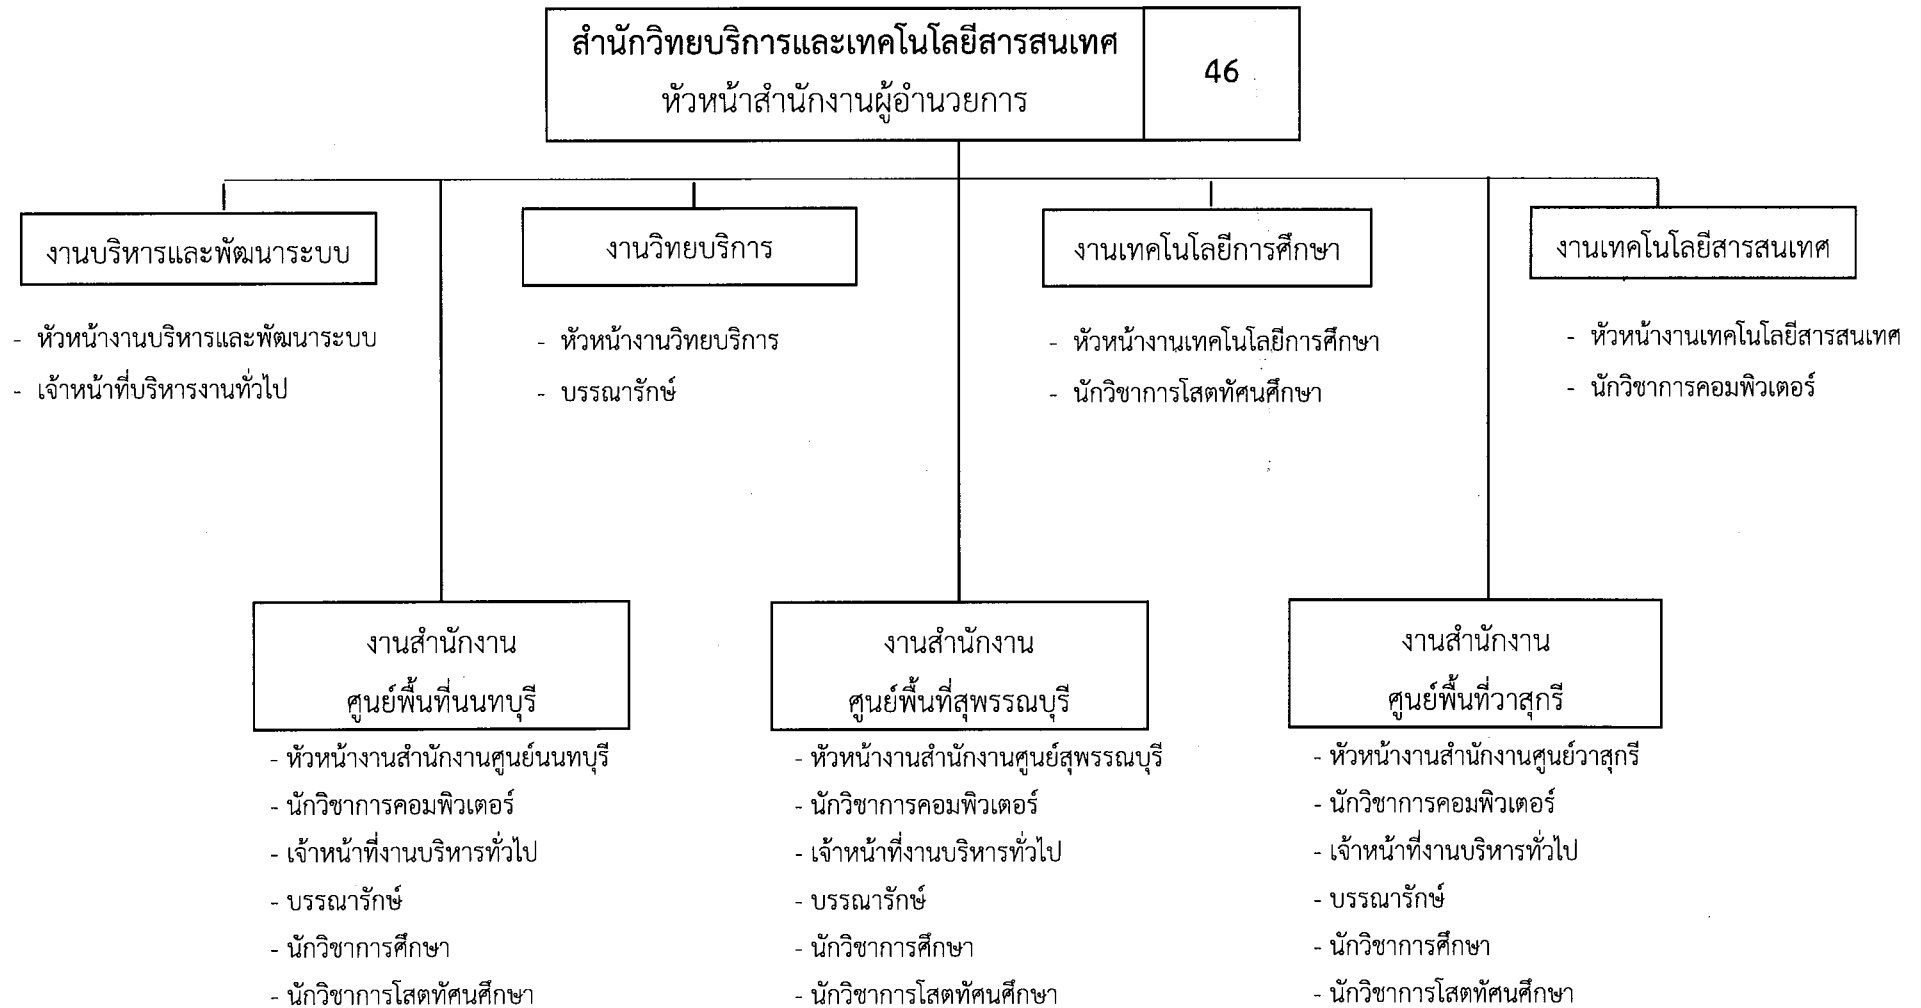 สำนักวิทยบริการและเทคโนโลยีสารสนเทศ
หัวหน้าสำนักงานผู้อำนวยการ
46
งานบริหารและพัฒนาระบบ
- หัวหน้างานบริหารและพัฒนาระบบ
- เจ้าหน้าที่บริหารงานทั่วไป
งานวิทยบริการ
- หัวหน้างานวิทยบริการ
- บรรณารักษ์
งานเทคโนโลยีการศึกษา
- หัวหน้างานเทคโนโลยีการศึกษา
- นักวิชาการโสตทัศนศึกษา
งานเทคโนโลยีสารสนเทศ
- หัวหน้างานเทคโนโลยีสารสนเทศ
- นักวิชาการคอมพิวเตอร์
งานสำนักงาน
ศูนย์พื้นที่นนทบุรี
- หัวหน้างานสำนักงานศูนย์นนทบุรี
- นักวิชาการคอมพิวเตอร์
- เจ้าหน้าที่งานบริหารทั่วไป
- บรรณารักษ์
- นักวิชาการศึกษา
- นักวิชาการโสตทัศนศึกษา
งานสำนักงาน
ศูนย์พื้นที่สุพรรณบุรี
- หัวหน้างานสำนักงานศูนย์สุพรรณบุรี
- นักวิชาการคอมพิวเตอร์
- เจ้าหน้าที่งานบริหารทั่วไป
- บรรณารักษ์
- นักวิชาการศึกษา
- นักวิชาการโสตทัศนศึกษา
งานสำนักงาน
ศูนย์พื้นที่วาสุกรี
- หัวหน้างานสำนักงานศูนย์วาสุกรี
- นักวิชาการคอมพิวเตอร์
- เจ้าหน้าที่งานบริหารทั่วไป
- บรรณารักษ์
- นักวิชาการศึกษา
- นักวิชาการโสตทัศนศึกษา